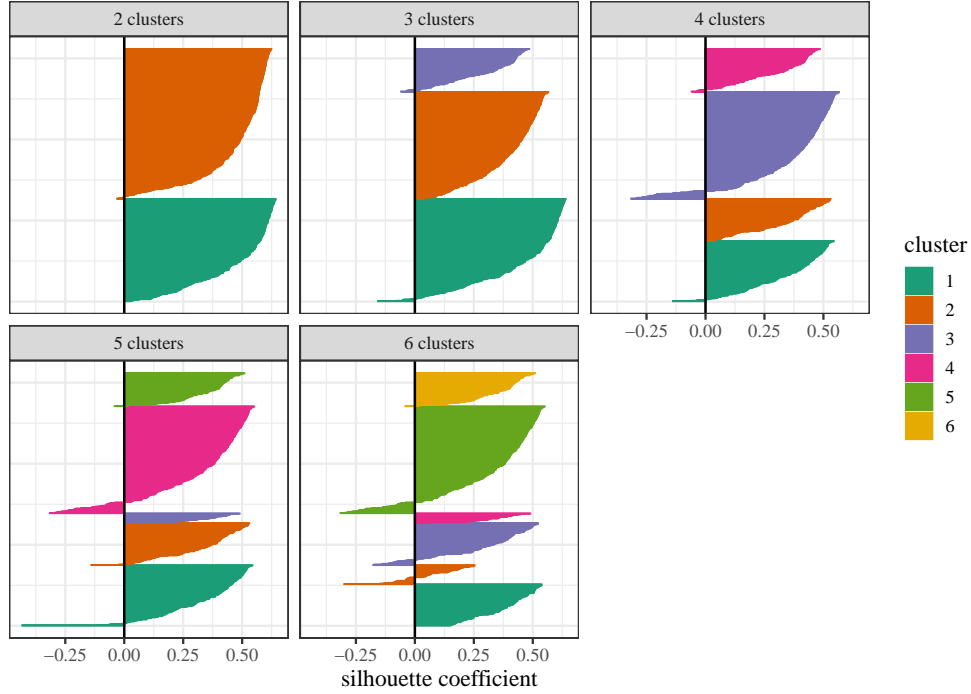 2 clusters
3 clusters
4 clusters
−0.25 0.00 0.25 0.50
5 clusters
6 clusters
−0.25 0.00 0.25 0.50
−0.25 0.00 0.25 0.50
silhouette coefficient
cluster
1
2
3
4
5
6